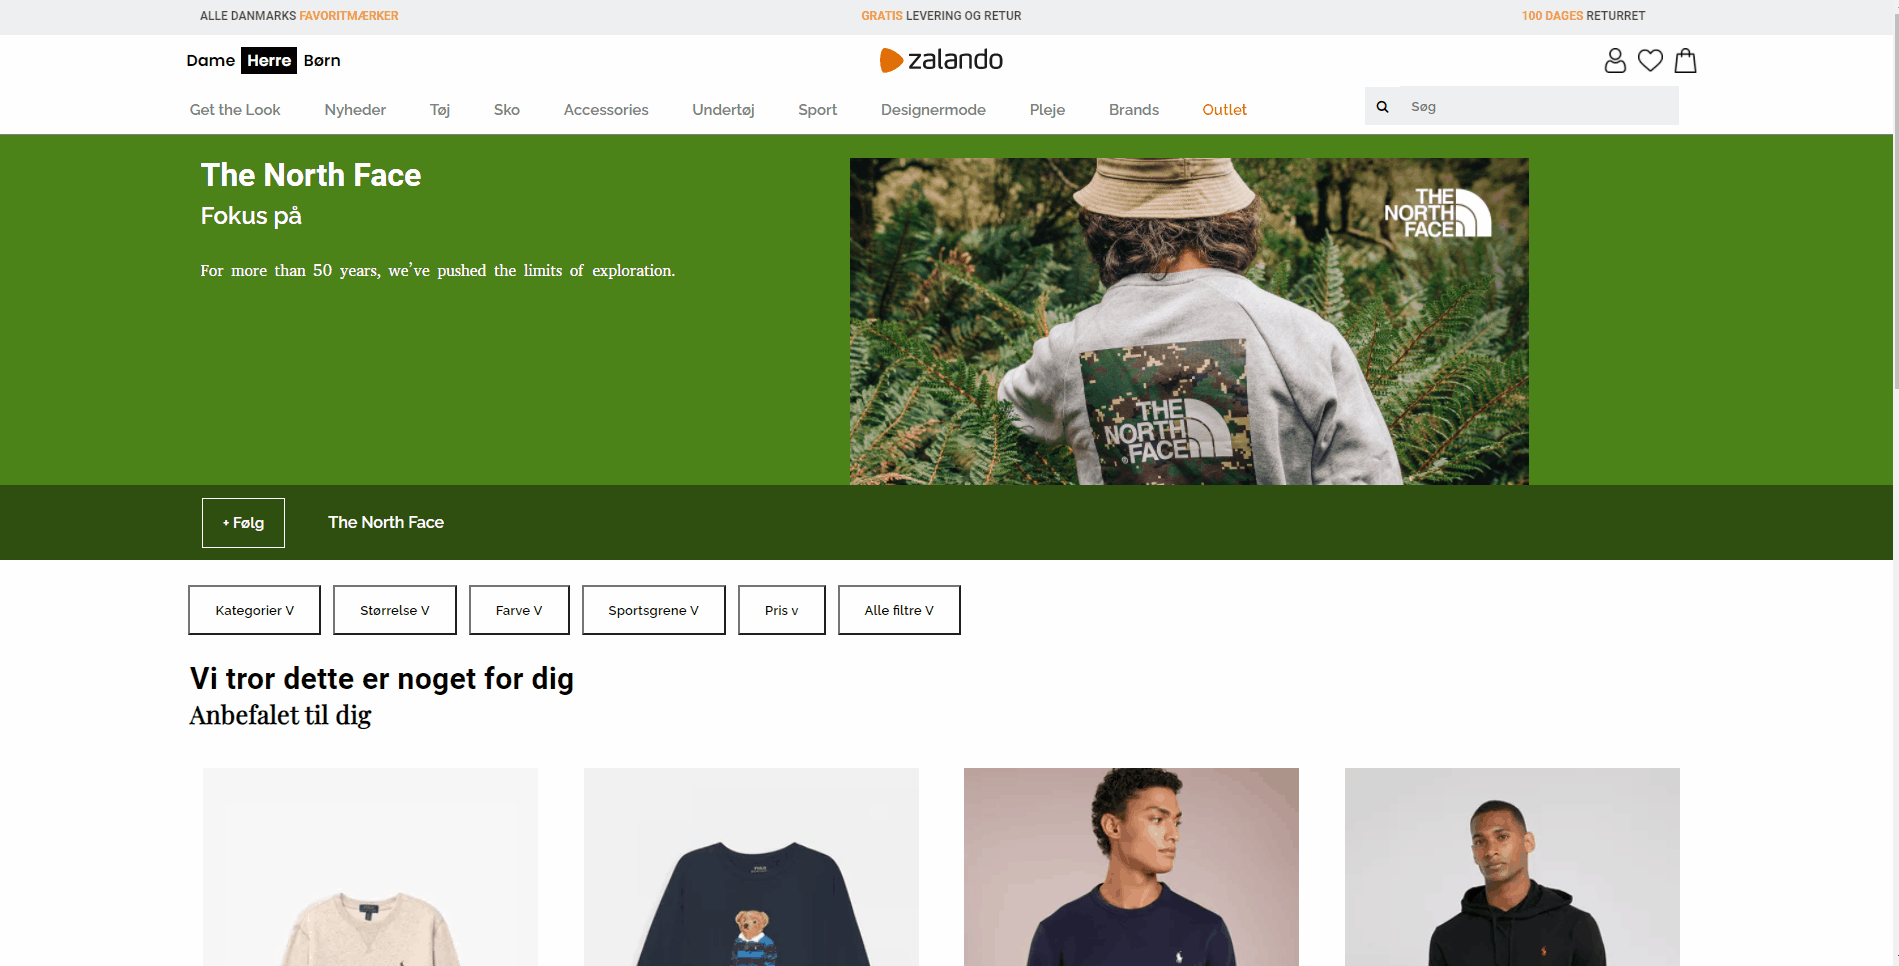 ALLE DANMARKS FAVORITMÆRKER
GRATIS LEVERING OG RETUR
100 DAGES RETURRET
Dame Herre Børn
zalando
Get the Look Nyheder Tøj Sko Accessories Undertøj Sport Designermode Pleje Brands Outlet
Søg
The North Face
Fokus på
For more than 50 years, we’ve pushed the limits of exploration.
THE
NORTH
FACE
THE
NORTH
FACE
+ Følg
The North Face
Kategorier V
Størrelse V
Farve V
Sportsgrene V
Pris v
Alle filtre V
Vi tror dette er noget for dig
Anbefalet til dig